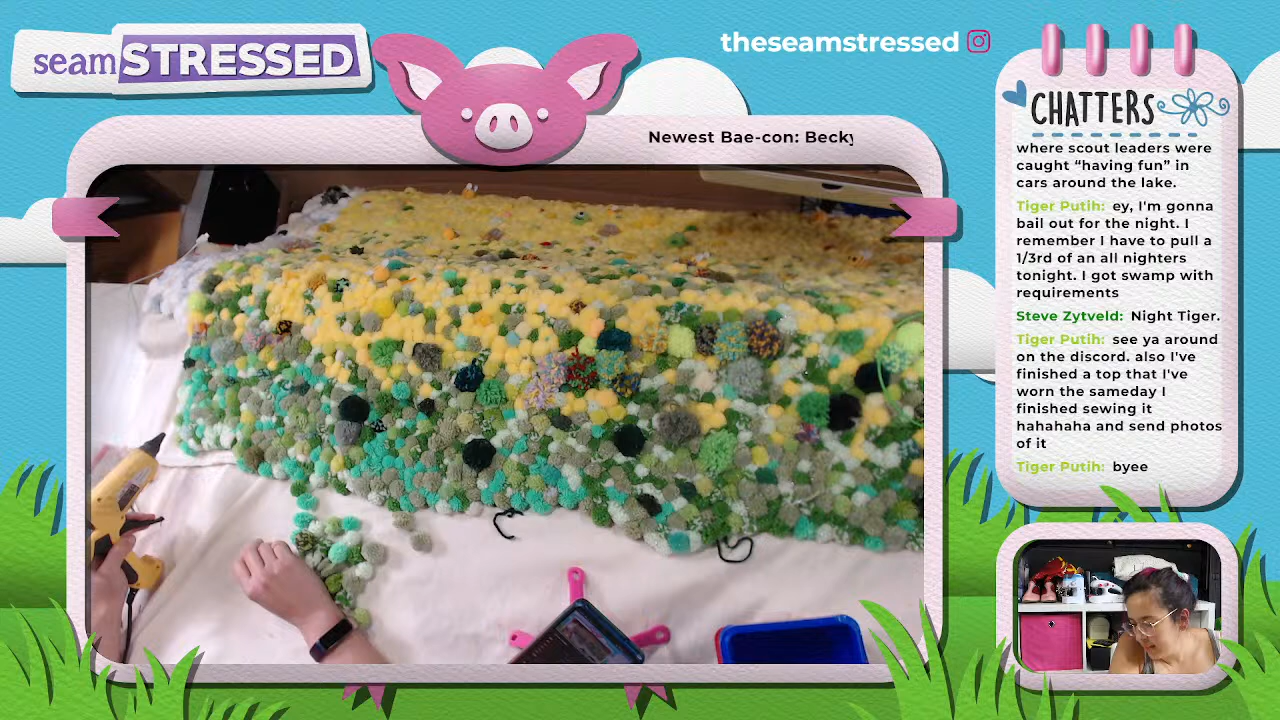 seamSTRESSED
theseamstressed
Newest Bae-con: Becky
CHATTERS
where scout leaders were
caught “having fun” in
cars around the lake.
Tiger Putih: ey, I'm gonna
bail out for the night. I
remember I have to pull a
1/3rd of an all nighters
tonight. I got swamp with
requirements
Steve Zytveld: Night Tiger.
Tiger Putih: see ya around
on the discord. also I've
finished a top that I've
worn the sameday I
finished sewing it
hahahaha and send photos
of it
Tiger Putih: byee